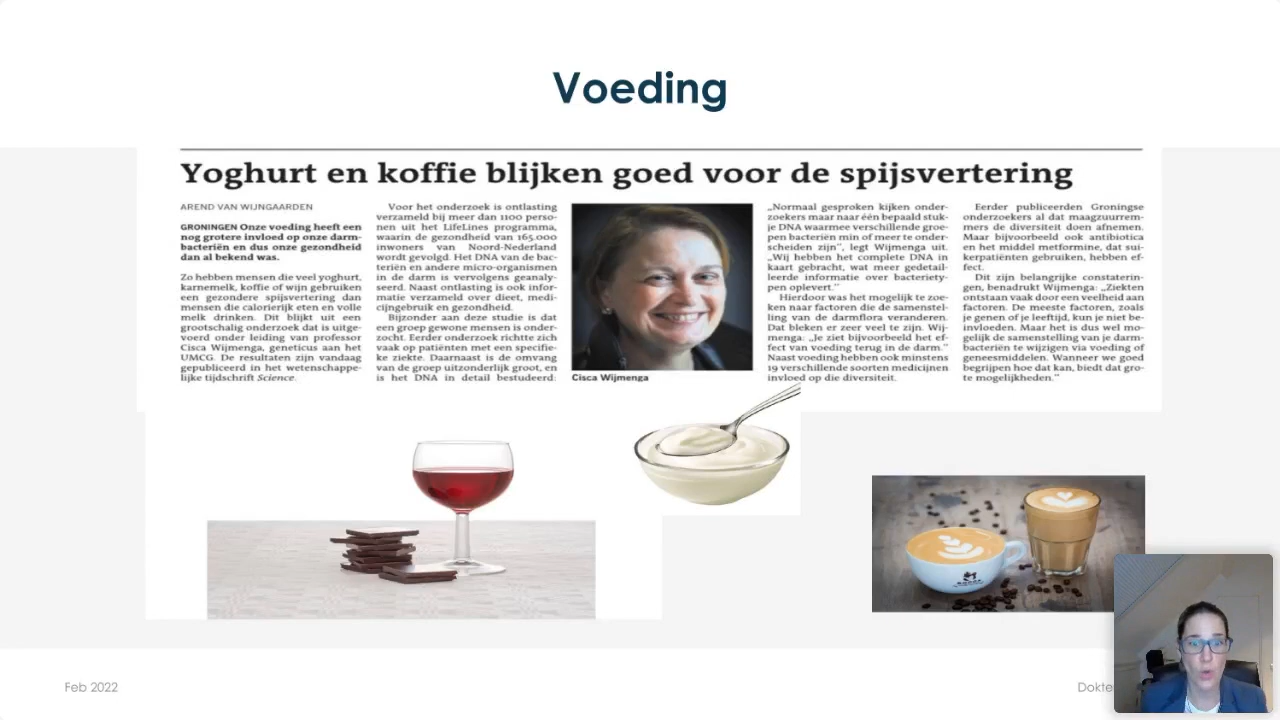 Voeding
Yoghurt en koffie blijken goed voor de spijsvertering
AREND VAN WIJNGAARDEN
GRONINGEN Onze voeding heeft een
nog grotere invloed op onze darm-
bacteriën en dus onze gezondheid
dan al bekend was.
Zo hebben mensen die veel yoghurt,
karnemelk, koffie of wijn gebruiken
een gezondere spijsvertering dan
mensen die calorierijk eten en volle
melk drinken. Dit blijkt uit een
grootschalig onderzoek dat is uitge-
voerd onder leiding van professor
Cisca Wijmenga, geneticus aan het
UMCG. De resultaten zijn vandaag
gepubliceerd in het wetenschappe-
lijke tijdschrift Science.
Voor het onderzoek is ontlasting
verzameld bij meer dan 1100 perso-
nen uit het LifeLines programma,
waarin de gezondheid van 165.000
inwoners van Noord-Nederland
wordt gevolgd. Het DNA van de bac-
teriën en andere micro-organismen
in de darm is vervolgens geanaly-
seerd. Naast ontlasting is ook infor-
matie verzameld over dieet, medi-
cijngebruik en gezondheid.
Bijzonder aan deze studie is dat
een groep gewone mensen is onder-
zocht. Eerder onderzoek richtte zich
vaak op patiënten met een specifie-
ke ziekte. Daarnaast is de omvang
van de groep uitzonderlijk groot, en
is het DNA in detail bestudeerd:
Cisca Wijmenga
„Normaal gesproken kijken onder-
zoekers maar naar één bepaald stuk-
je DNA waarmee verschillende groe-
pen bacteriën min of meer te onder-
scheiden zijn”, legt Wijmenga uit.
„Wij hebben het complete DNA in
kaart gebracht, wat meer gedetail-
leerde informatie over bacteriety-
pen oplevert.”
Hierdoor was het mogelijk te zoe-
ken naar factoren die de samenstel-
ling van de darmflora veranderen.
Dat bleken er zeer veel te zijn. Wij-
menga: „Je ziet bijvoorbeeld het ef-
fect van voeding terug in de darm.”
Naast voeding hebben ook minstens
19 verschillende soorten medicijnen
invloed op die diversiteit.
Eerder publiceerden Groningse
onderzoekers al dat maagzuurrem-
mers de diversiteit doen afnemen.
Maar bijvoorbeeld ook antibiotica
en het middel metformine, dat sui-
kerpatiënten gebruiken, hebben ef-
fect.
Dit zijn belangrijke constaterin-
gen, benadrukt Wijmenga: „Ziekten
ontstaan vaak door een veelheid aan
factoren. De meeste factoren, zoals
je genen of je leeftijd, kun je niet be-
invloeden. Maar het is dus wel mo-
gelijk de samenstelling van je darm-
bacteriën te wijzigen via voeding of
geneesmiddelen. Wanneer we goed
begrijpen hoe dat kan, biedt dat gro-
te mogelijkheden.”
Feb 2022
Dokte